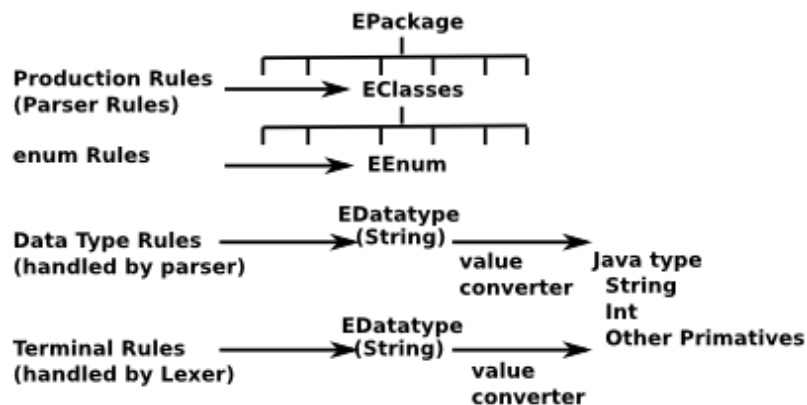 EPackage
Production Rules
(Parser Rules)
EClasses
enum Rules
EEnum
Data Type Rules
(handled by parser)
EDatatype
(String)
value
converter
Java type
String
Int
Other Primatives
Terminal Rules
(handled by Lexer)
EDatatype
(String)
value
converter